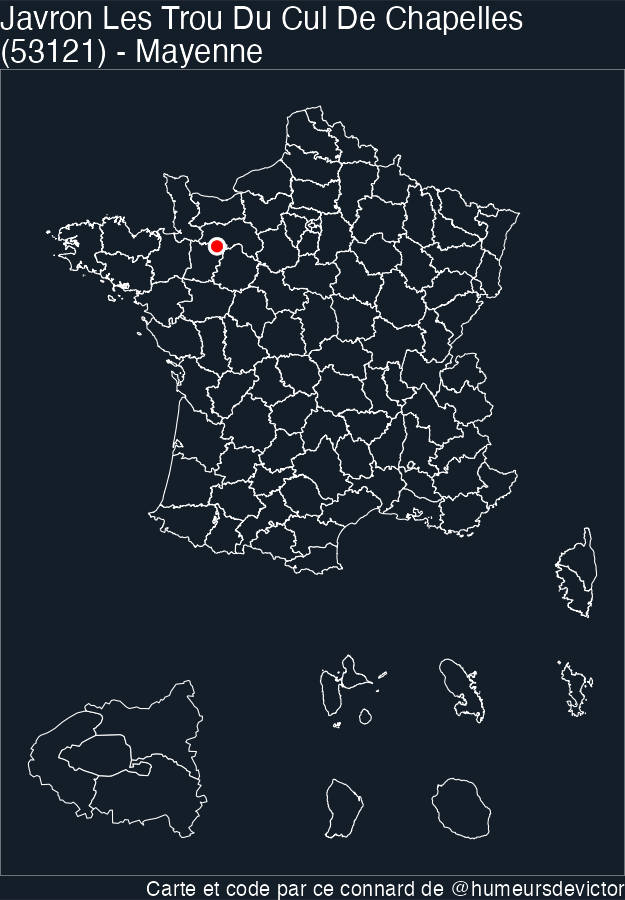 Javron Les Trou Du Cul De Chapelles
(53121) - Mayenne
Carte et code par ce connard de @humeursdevictor